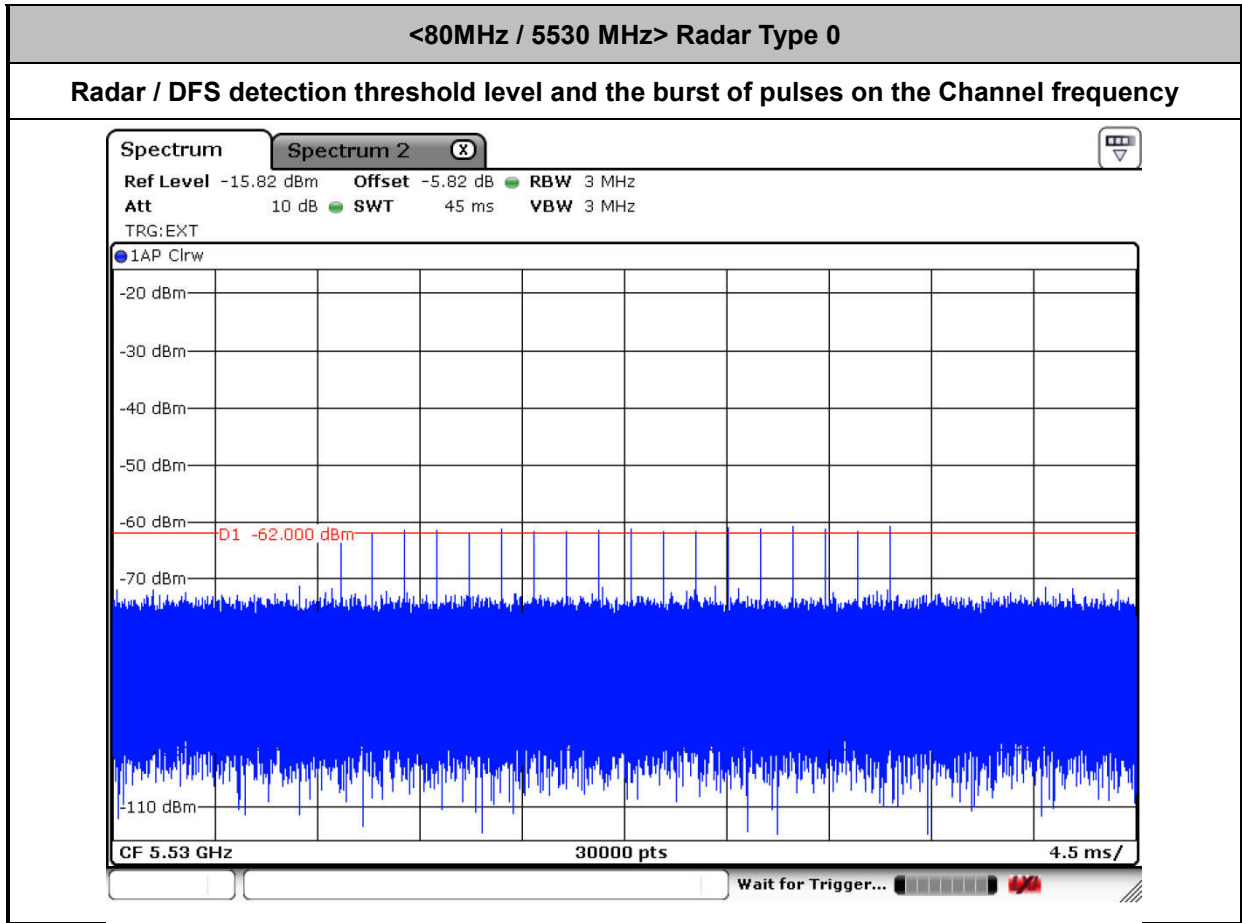 <80MHz / 5530 MHz> Radar Type 0
Radar / DFS detection threshold level and the burst of pulses on the Channel frequency
Spectrum Spectrum 2 X
Ref Level -15.82 dBm Offset -5.82 dB RBW 3 MHz
Att 10 dB SWT 45 ms VBW 3 MHz
TRG:EXT
1AP Clrw
-20 dBm
-30 dBm
-40 dBm
-50 dBm
-60 dBm
D1 -62.000 dBm
-70 dBm
-110 dBm
CF 5.53 GHz 30000 pts 4.5 ms/
Wait for Trigger...